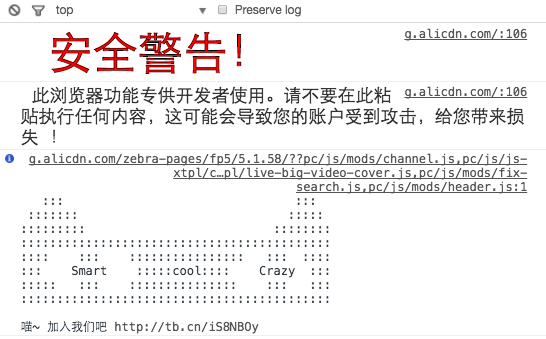 top ▼ Preserve log
安全警告! g.alicdn.com/:106
此浏览器功能专供开发者使用。请不要在此粘 g.alicdn.com/:106
贴执行任何内容，这可能会导致您的账户受到攻击，给您带来损
失 !
g.alicdn.com/zebra-pages/fp5/5.1.58/??pc/js/mods/channel.js,pc/js/js-
xtpl/c…pl/live-big-video-cover.js,pc/js/mods/fix-
search.js,pc/js/mods/header.js:1
::: :::
::::::: :::::
::::::::: ::::::::
:::::::::::::::::::::::::::::::::::::::::::
:::: ::: :::::::::::::::: ::: ::::
::: Smart :::::cool:::: Crazy :::
::::: ::: ::::::::::::::: ::: :::
:::::::::::::::::::::::::::::::::::::::::::
喵~ 加入我们吧 http://tb.cn/iS8NBOy